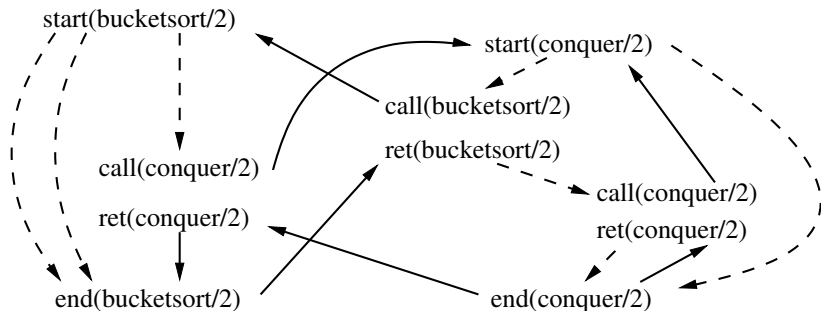 start(bucketsort/2)
start(conquer/2)
call(bucketsort/2)
ret(bucketsort/2)
call(conquer/2)
call(conquer/2)
ret(conquer/2)
ret(conquer/2)
end(bucketsort/2)
end(conquer/2)